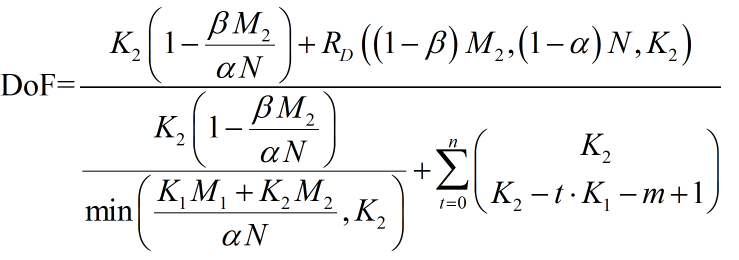 DoF = \frac{K_2\left(1-\frac{\beta M_2}{\alpha N}\right)+R_D\left((1-\beta)M_2,(1-\alpha)N,K_2\right)}{\frac{K_2\left(1-\frac{\beta M_2}{\alpha N}\right)}{\min\left(\frac{K_1M_1+K_2M_2}{\alpha N},K_2\right)}+\sum_{t=0}^{n}\binom{K_2}{K_2-t\cdot K_1-m+1}}